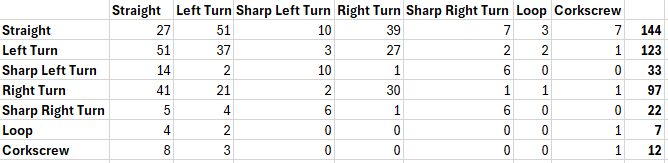 Straight Left Turn Sharp Left Turn Right Turn Sharp Right Turn Loop Corkscrew
Straight 27 51 10 39 7 3 7 144
Left Turn 51 37 3 27 2 2 1 123
Sharp Left Turn 14 2 10 1 6 0 0 33
Right Turn 41 21 2 30 1 1 1 97
Sharp Right Turn 5 4 6 1 6 0 0 22
Loop 4 2 0 0 0 0 1 7
Corkscrew 8 3 0 0 0 0 1 12